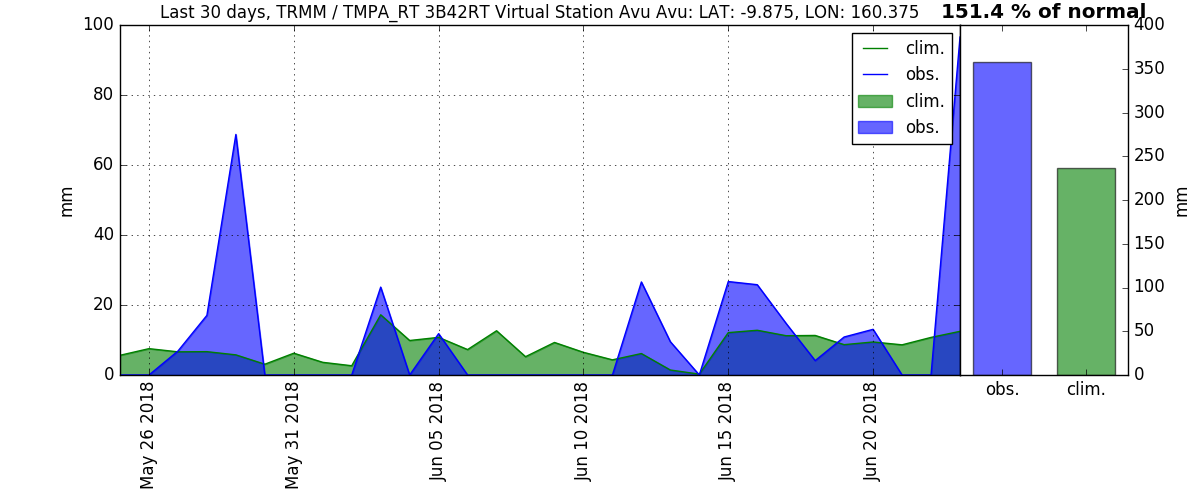 Last 30 days, TRMM / TMPA_RT 3B42RT Virtual Station Avu Avu: LAT: -9.875, LON: 160.375
151.4 % of normal
100
80
60
40
20
0
mm
clim.
obs.
clim.
obs.
May 26 2018
May 31 2018
Jun 05 2018
Jun 10 2018
Jun 15 2018
Jun 20 2018
400
350
300
250
200
150
100
50
0
mm
obs.
clim.